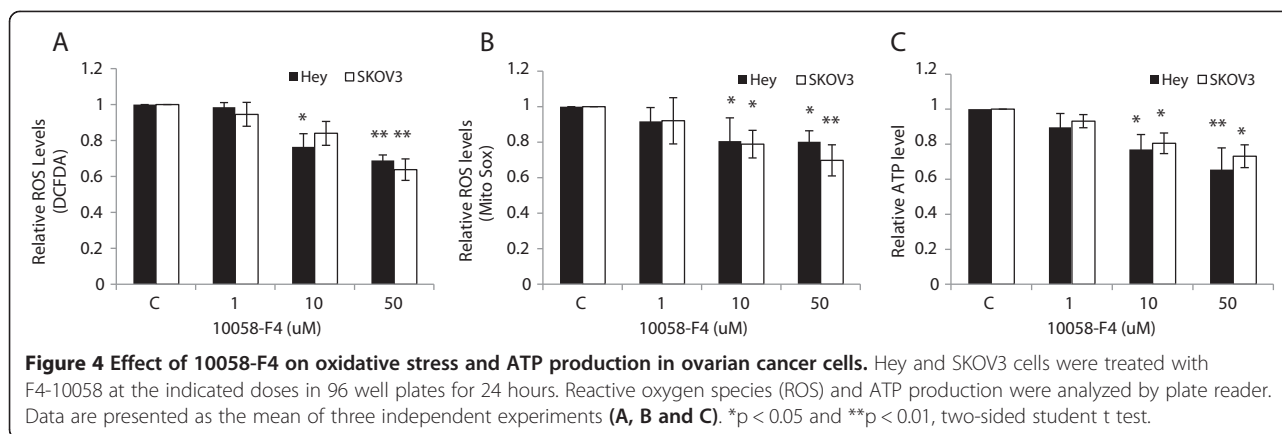 A
1.2
Hey SKOV3
1
0.8
0.6
0.4
0.2
0
* ** **
Relative ROS Levels
(DCFDA)
C 1 10 50
10058-F4 (uM)
B
1.2
Hey SKOV3
1
0.8
0.6
0.4
0.2
0
* * * **
Relative ROS levels
(Mito Sox)
C 1 10 50
10058-F4 (uM)
C
1.2
Hey SKOV3
1
0.8
0.6
0.4
0.2
0
* * ** *
Relative ATP level
C 1 10 50
10058-F4 (uM)
Figure 4 Effect of 10058-F4 on oxidative stress and ATP production in ovarian cancer cells. Hey and SKOV3 cells were treated with
F4-10058 at the indicated doses in 96 well plates for 24 hours. Reactive oxygen species (ROS) and ATP production were analyzed by plate reader.
Data are presented as the mean of three independent experiments (A, B and C). *p < 0.05 and **p < 0.01, two-sided student t test.